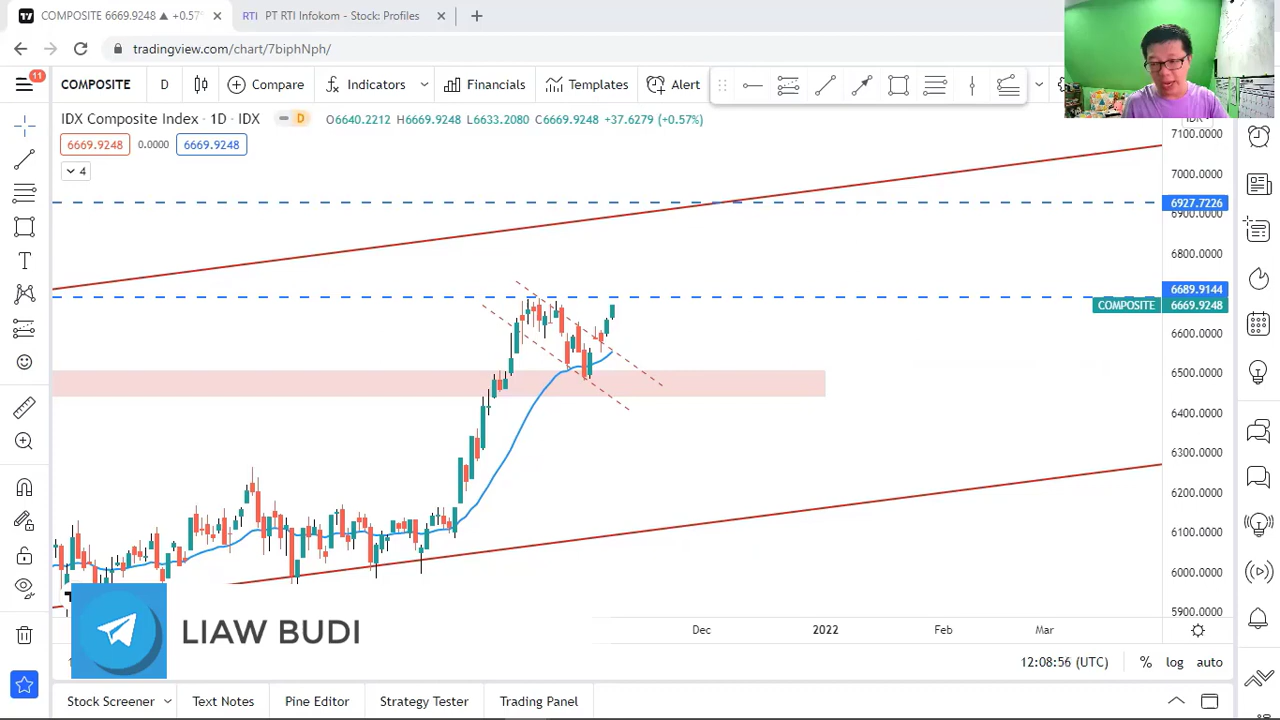 COMPOSITE 6669.9248 ▲ +0.57%
RTI PT RTI Infokom - Stock: Profiles
tradingview.com/chart/7biphNph/
11
COMPOSITE D Compare Indicators Financials Templates Alert
IDX Composite Index · 1D · IDX D O6640.2212 H6669.9248 L6633.2080 C6669.9248 +37.6279 (+0.57%)
6669.9248 0.0000 6669.9248
4
7100.0000
7000.0000
6927.7226
6900.0000
6800.0000
6689.9144
COMPOSITE 6669.9248
6600.0000
6500.0000
6400.0000
6300.0000
6200.0000
6100.0000
6000.0000
5900.0000
LIAW BUDI
Dec 2022 Feb Mar
12:08:56 (UTC) % log auto
Stock Screener Text Notes Pine Editor Strategy Tester Trading Panel